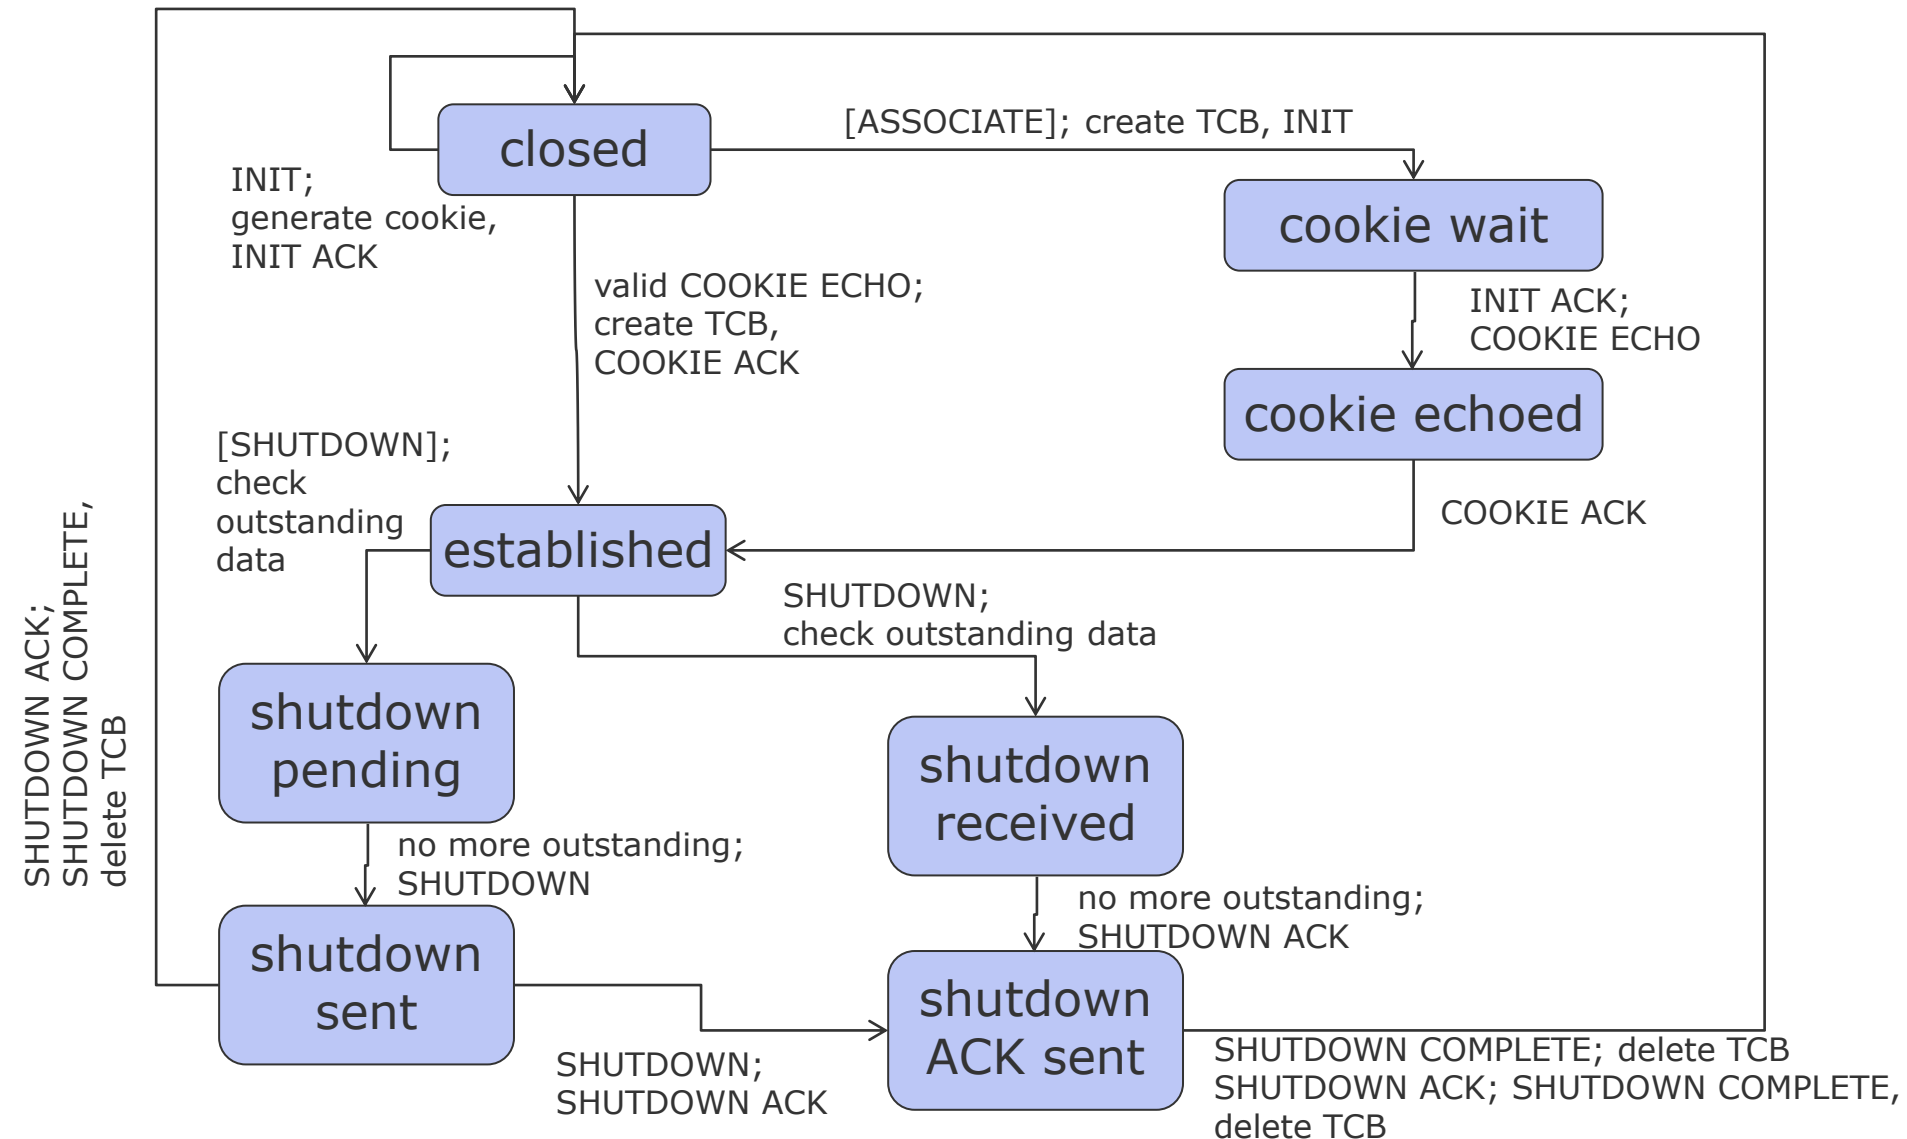 closed
[ASSOCIATE]; create TCB, INIT
INIT;
generate cookie,
INIT ACK
cookie wait
valid COOKIE ECHO;
create TCB,
COOKIE ACK
INIT ACK;
COOKIE ECHO
cookie echoed
[SHUTDOWN];
check
outstanding
data
COOKIE ACK
established
SHUTDOWN;
check outstanding data
SHUTDOWN ACK;
SHUTDOWN COMPLETE,
delete TCB
shutdown
pending
shutdown
received
no more outstanding;
SHUTDOWN
no more outstanding;
SHUTDOWN ACK
shutdown
sent
shutdown
ACK sent
SHUTDOWN;
SHUTDOWN ACK
SHUTDOWN COMPLETE; delete TCB
SHUTDOWN ACK; SHUTDOWN COMPLETE,
delete TCB